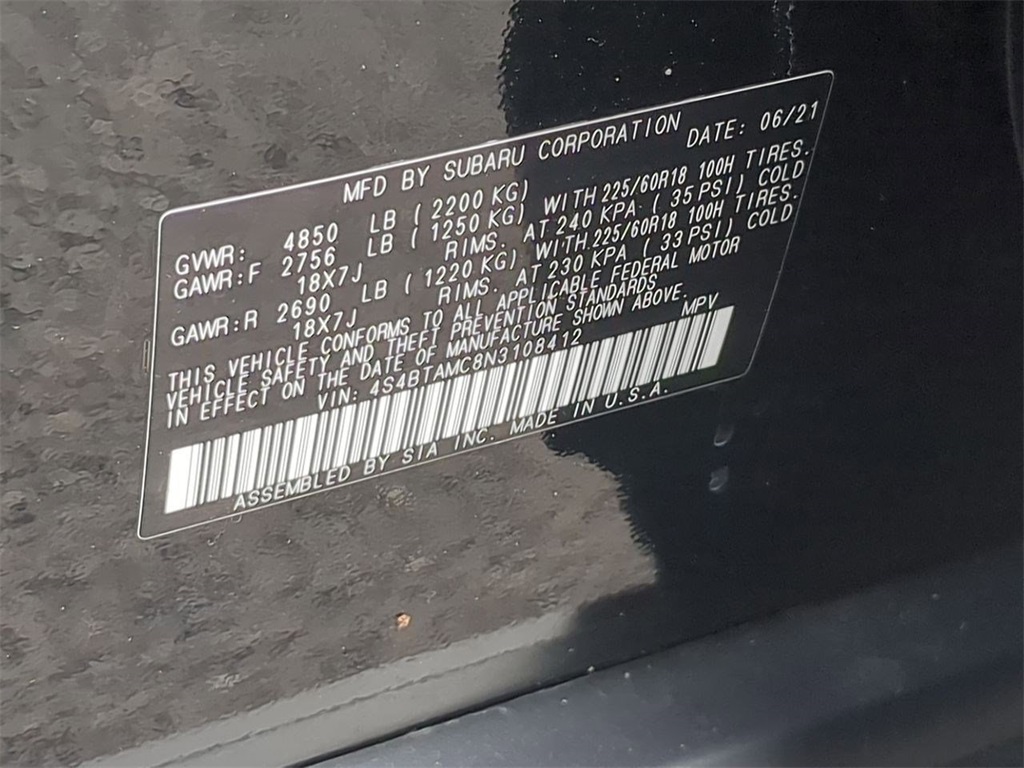 MFD BY SUBARU CORPORATION DATE: 06/21
GVWR: 4850 LB ( 2200 KG)
GAWR:F 2756 LB ( 1250 KG) WITH 225/60R18 100H TIRES.
18X7J RIMS. AT 240 KPA ( 35 PSI) COLD
GAWR:R 2690 LB ( 1220 KG) WITH 225/60R18 100H TIRES.
18X7J RIMS. AT 230 KPA ( 33 PSI) COLD
THIS VEHICLE CONFORMS TO ALL APPLICABLE FEDERAL MOTOR
VEHICLE SAFETY AND THEFT PREVENTION STANDARDS
IN EFFECT ON THE DATE OF MANUFACTURE SHOWN ABOVE.
VIN: 4S4BTAMC8N3108412 MPV
ASSEMBLED BY SIA INC. MADE IN U.S.A.